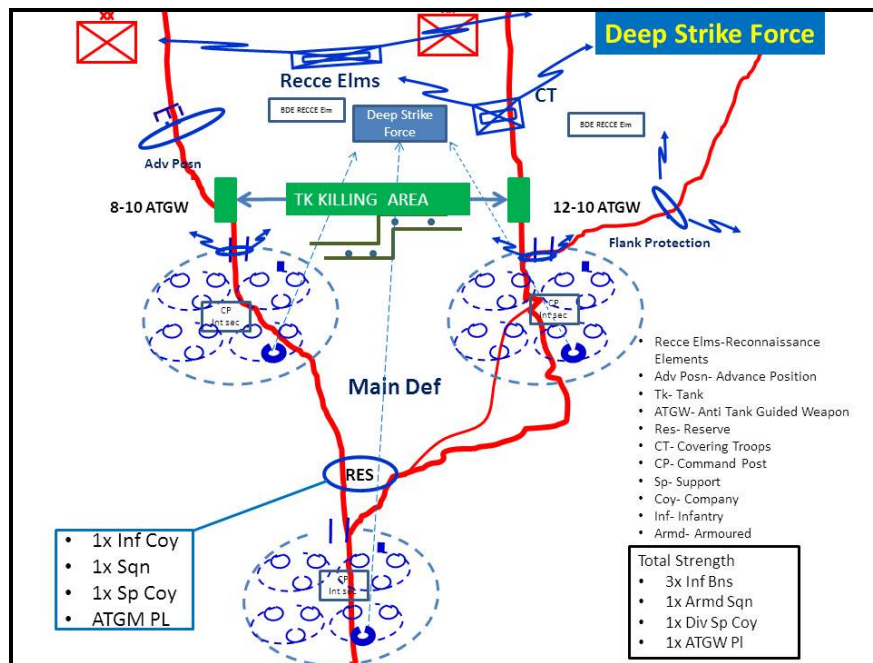 xx
xx
Deep Strike Force
Recce Elms
CT
BDE RECCE Elm
Deep Strike
Force
BDE RECCE Elm
Adv Posn
8-10 ATGW
TK KILLING AREA
12-10 ATGW
Flank Protection
CP
Int sec
CP
Int sec
Main Def
• Recce Elms-Reconnaissance
Elements
• Adv Posn- Advance Position
• Tk- Tank
• ATGW- Anti Tank Guided Weapon
• Res- Reserve
• CT- Covering Troops
• CP- Command Post
• Sp- Support
• Coy- Company
• Inf- Infantry
• Armd- Armoured
RES
• 1x Inf Coy
• 1x Sqn
• 1x Sp Coy
• ATGM PL
CP
Int sec
Total Strength
• 3x Inf Bns
• 1x Armd Sqn
• 1x Div Sp Coy
• 1x ATGW Pl